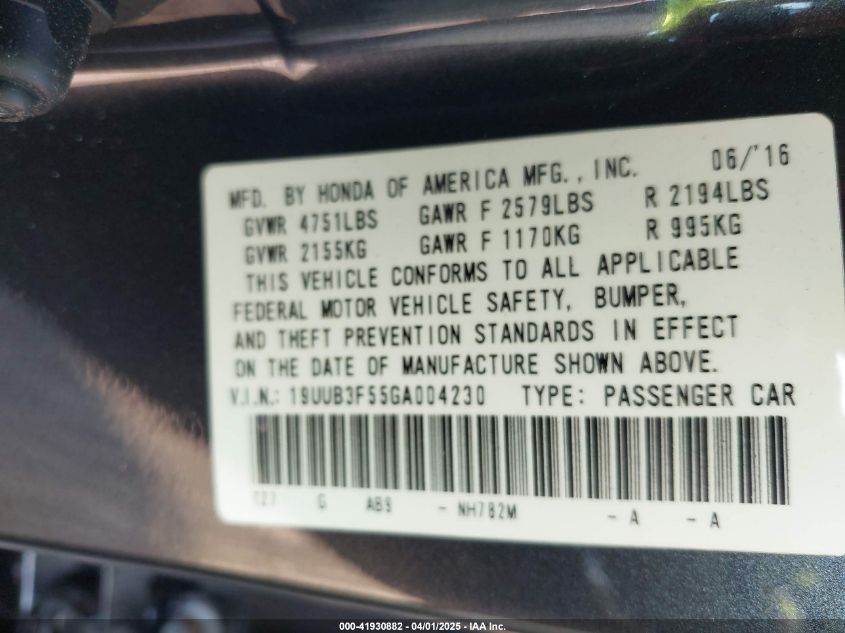 MFD. BY HONDA OF AMERICA MFG., INC. 06/'16
GVWR 4751LBS GAWR F 2579LBS R 2194LBS
GVWR 2155KG GAWR F 1170KG R 995KG
THIS VEHICLE CONFORMS TO ALL APPLICABLE
FEDERAL MOTOR VEHICLE SAFETY, BUMPER,
AND THEFT PREVENTION STANDARDS IN EFFECT
ON THE DATE OF MANUFACTURE SHOWN ABOVE.
V.I.N.: 19UUB3F55GA004230 TYPE: PASSENGER CAR
G AB9 - NH782M - A - A
000-41930882 - 04/01/2025 - IAA Inc.